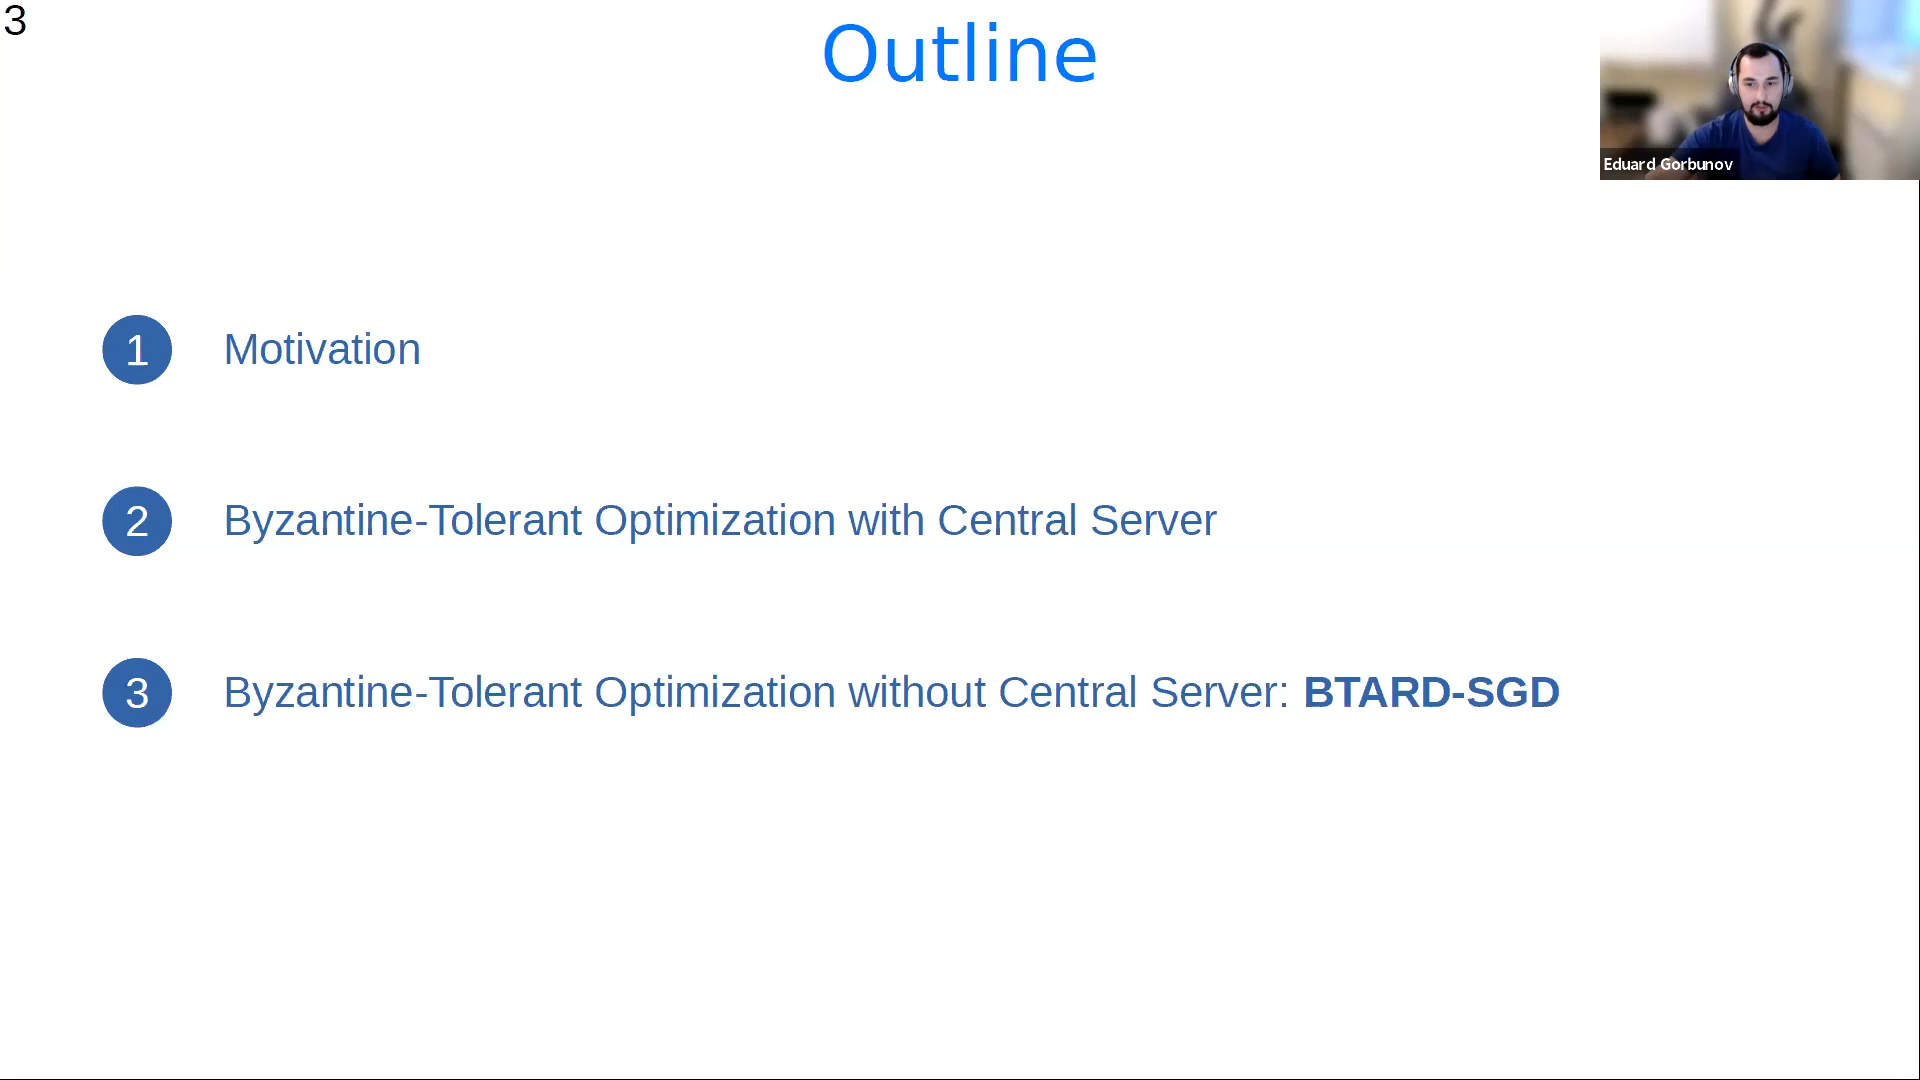 3
Outline
Eduard Gorbunov
1 Motivation
2 Byzantine-Tolerant Optimization with Central Server
3 Byzantine-Tolerant Optimization without Central Server: BTARD-SGD